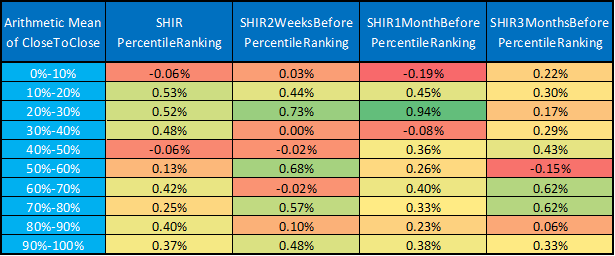 Arithmetic Mean of CloseToClose SHIR PercentileRanking SHIR2WeeksBefore PercentileRanking SHIR1MonthBefore PercentileRanking SHIR3MonthsBefore PercentileRanking
0%-10% -0.06% 0.03% -0.19% 0.22%
10%-20% 0.53% 0.44% 0.45% 0.30%
20%-30% 0.52% 0.73% 0.94% 0.17%
30%-40% 0.48% 0.00% -0.08% 0.29%
40%-50% -0.06% -0.02% 0.36% 0.43%
50%-60% 0.13% 0.68% 0.26% -0.15%
60%-70% 0.42% -0.02% 0.40% 0.62%
70%-80% 0.25% 0.57% 0.33% 0.62%
80%-90% 0.40% 0.10% 0.23% 0.06%
90%-100% 0.37% 0.48% 0.38% 0.33%